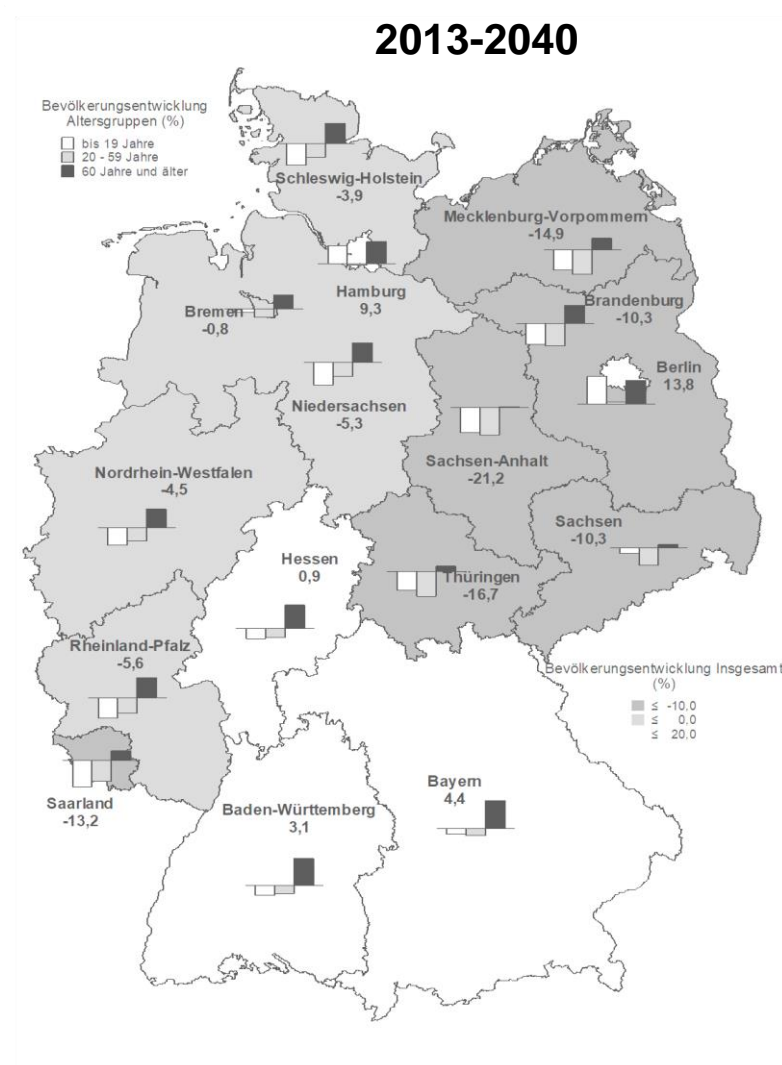 2013-2040
Bevölkerungsentwicklung
Altersgruppen (%)
bis 19 Jahre
20 - 59 Jahre
60 Jahre und älter
Schleswig-Holstein
-3,9
Mecklenburg-Vorpommern
-14,9
Hamburg
9,3
Bremen
-0,8
Brandenburg
-10,3
Berlin
13,8
Niedersachsen
-5,3
Sachsen-Anhalt
-21,2
Nordrhein-Westfalen
-4,5
Sachsen
-10,3
Hessen
0,9
Thüringen
-16,7
Rheinland-Pfalz
-5,6
Bevölkerungsentwicklung Insgesamt
(%)
≤ -10,0
≤ 0,0
≤ 20,0
Saarland
-13,2
Baden-Württemberg
3,1
Bayern
4,4